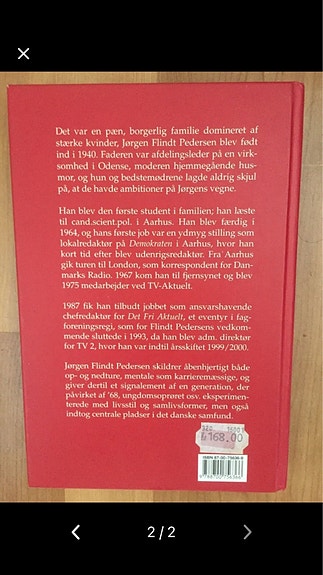 Det var en pæn, borgerlig familie domineret af
stærke kvinder, Jørgen Flindt Pedersen blev født
ind i 1940. Faderen var afdelingsleder på en virk-
somhed i Odense, moderen hjemmegående hus-
mor, og hun og bedstemødrene lagde aldrig skjul
på, at de havde ambitioner på Jørgens vegne.
Han blev den første student i familien; han læste
til cand.scient.pol. i Aarhus. Han blev færdig i
1964, og hans første job var en ydmyg stilling som
lokalredaktør på Demokraten i Aarhus, hvor han
kort tid efter blev udenrigsredaktør. Fra Aarhus
gik turen til London, som korrespondent for Dan-
marks Radio. 1967 kom han til fjernsynet og blev
1975 medarbejder ved TV-Aktuelt.
1987 fik han tilbudt jobbet som ansvarshavende
chefredaktør for Det Fri Aktuelt, et eventyr i fag-
foreningsregi, som for Flindt Pedersens vedkom-
mende sluttede i 1993, da han blev adm. direktør
for TV 2, hvor han var indtil årsskiftet 1999/2000.
Jørgen Flindt Pedersen skildrer åbenhjertigt både
op- og nedture, mentale som karrieremæssige, og
giver dertil et signalement af en generation, der
påvirket af '68, ungdomsoprøret osv. eksperimen-
terede med livsstil og samlivsformer, men også
indtog centrale pladser i det danske samfund.
168.00
2/2